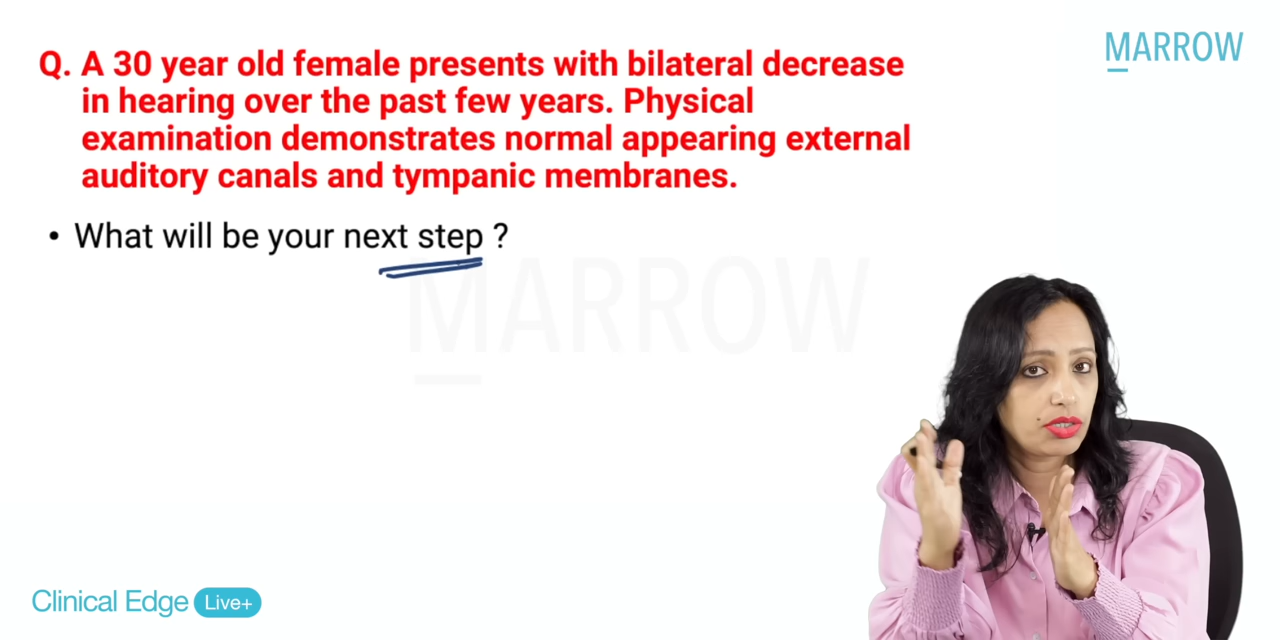 MARROW
Q. A 30 year old female presents with bilateral decrease
in hearing over the past few years. Physical
examination demonstrates normal appearing external
auditory canals and tympanic membranes.
• What will be your next step ?
MARROW
Clinical Edge Live+